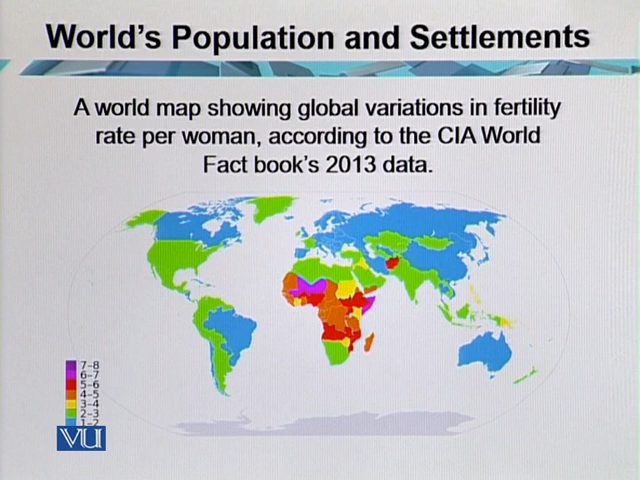 World's Population and Settlements
A world map showing global variations in fertility
rate per woman, according to the CIA World
Fact book's 2013 data.
7-8
6-7
5-6
4-5
3-4
2-3
1-2
VU